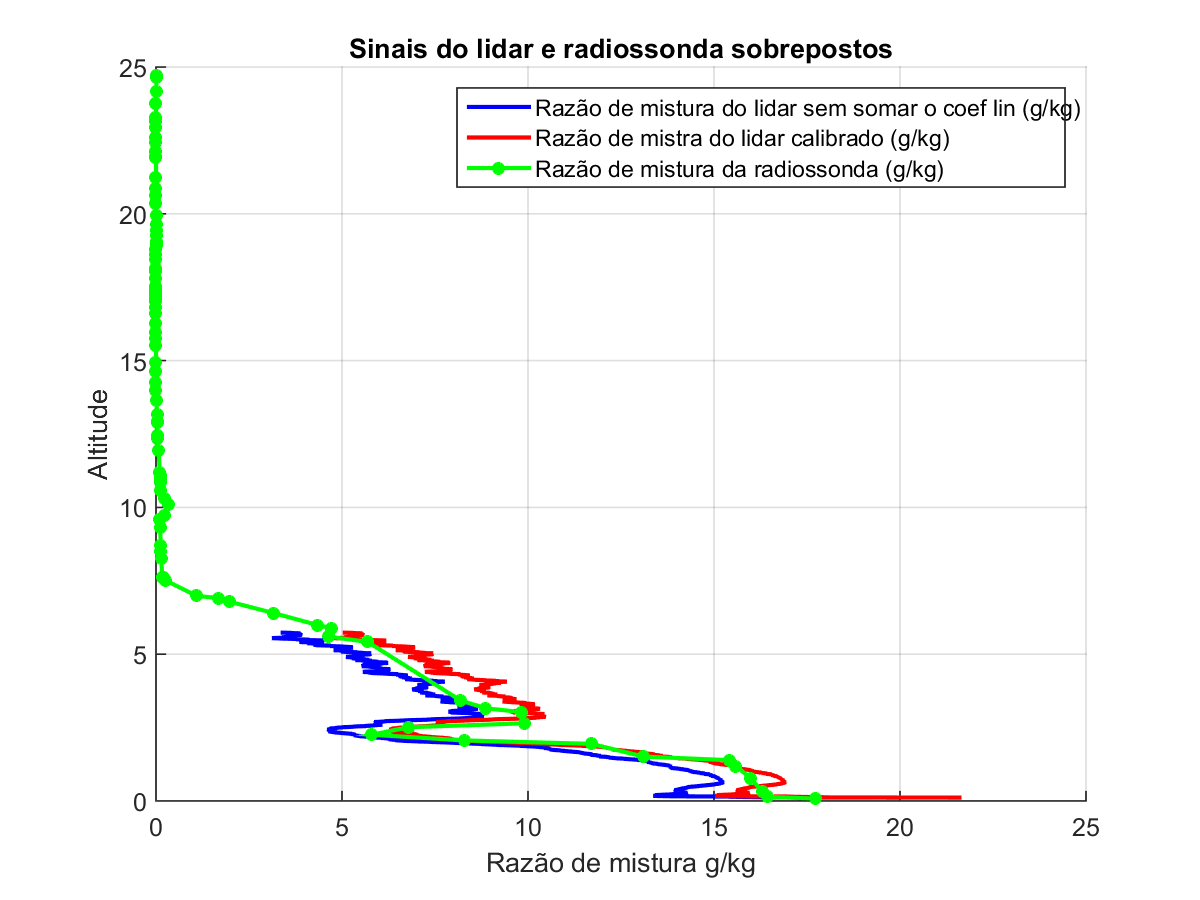 Sinais do lidar e radiossonda sobrepostos
25
Razão de mistura do lidar sem somar o coef lin (g/kg)
Razão de mistra do lidar calibrado (g/kg)
Razão de mistura da radiossonda (g/kg)
20
15
Altitude
10
5
0
0 5 10 15 20 25
Razão de mistura g/kg